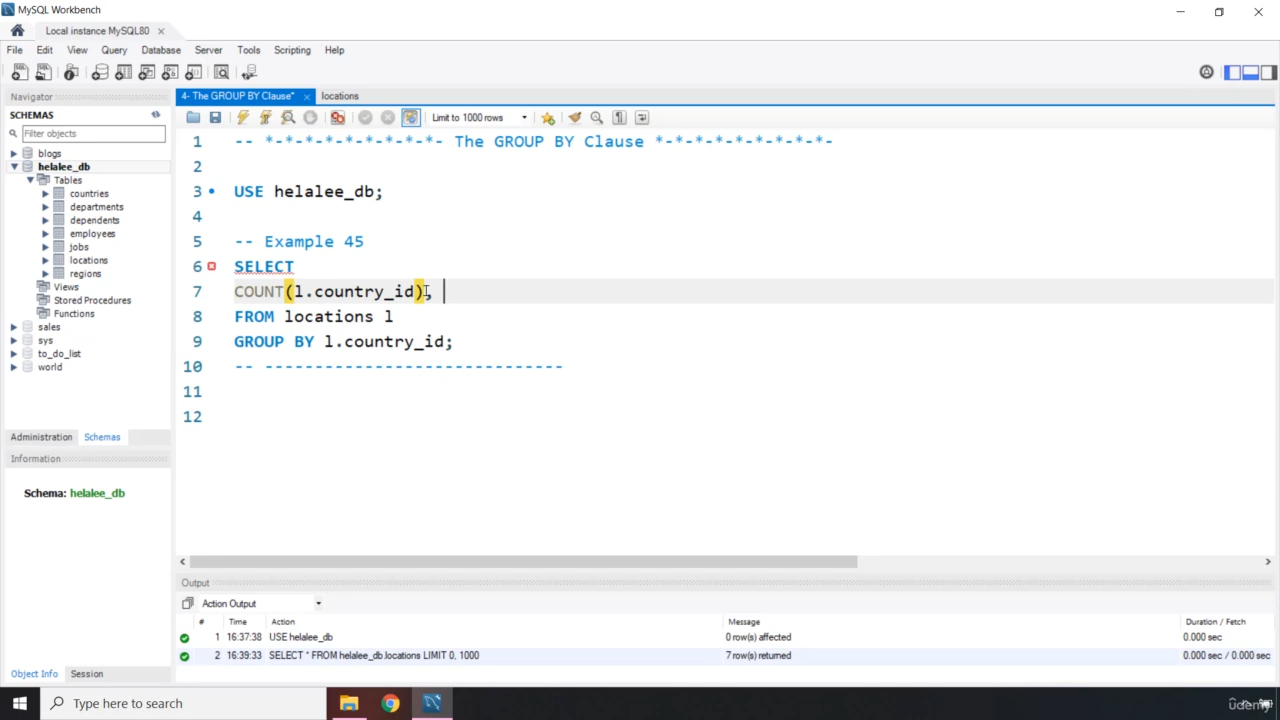 MySQL Workbench
Local instance MySQL80
File Edit View Query Database Server Tools Scripting Help
Navigator
SCHEMAS
Filter objects
blogs
helalee_db
Tables
countries
departments
dependents
employees
jobs
locations
regions
Views
Stored Procedures
Functions
sales
sys
to_do_list
world
Administration Schemas
Information
Schema: helalee_db
Object Info Session
4- The GROUP BY Clause* locations
Limit to 1000 rows
1 -- *-*-*-*-*-*-*-*-*- The GROUP BY Clause *-*-*-*-*-*-*-*-*-
2
3 USE helalee_db;
4
5 -- Example 45
6 SELECT
7 COUNT(l.country_id),
8 FROM locations l
9 GROUP BY l.country_id;
10 -- ------------------------------
11
12
Output
Action Output
# Time Action Message Duration / Fetch
1 16:37:38 USE helalee_db 0 row(s) affected 0.000 sec
2 16:39:33 SELECT * FROM helalee_db.locations LIMIT 0, 1000 7 row(s) returned 0.000 sec / 0.000 sec
Type here to search
udemy